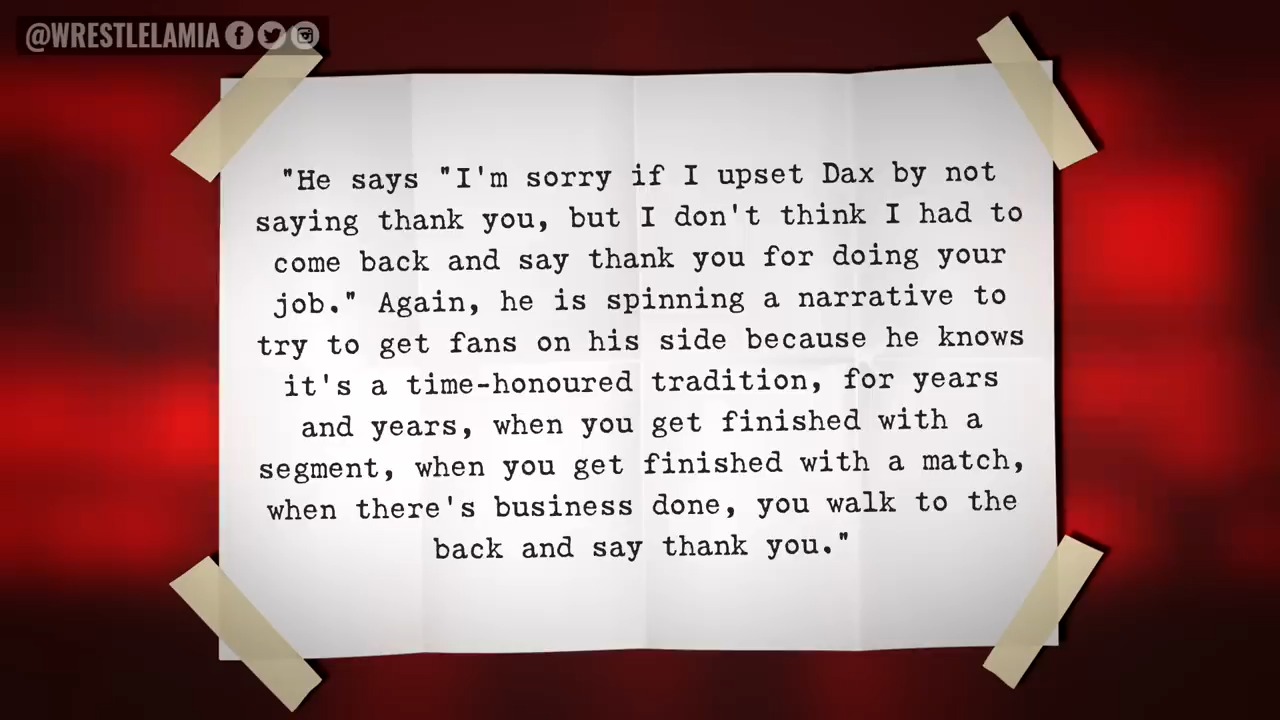 @WRESTLELAMIA
"He says "I'm sorry if I upset Dax by not
saying thank you, but I don't think I had to
come back and say thank you for doing your
job." Again, he is spinning a narrative to
try to get fans on his side because he knows
it's a time-honoured tradition, for years
and years, when you get finished with a
segment, when you get finished with a match,
when there's business done, you walk to the
back and say thank you."